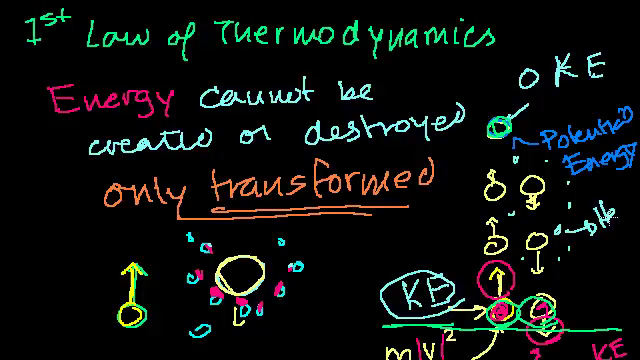 1st Law of Thermodynamics
Energy cannot be
created or destroyed
only transformed
0 KE
Potential
Energy
He
KE
m|v|²
KE